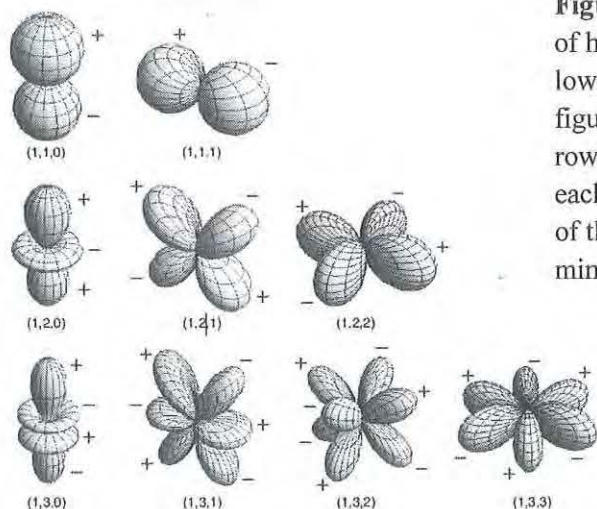 Figu
of h
low
figu
row
each
of th
min
+
+
−
−
(1,1,0) (1,1,1)
+ + − −
− + +
+ − + −
(1,2,0) (1,2,1) (1,2,2)
+ + − − − + −
− − − + +
+ + −
− + − + − − + −
(1,3,0) (1,3,1) (1,3,2) (1,3,3)